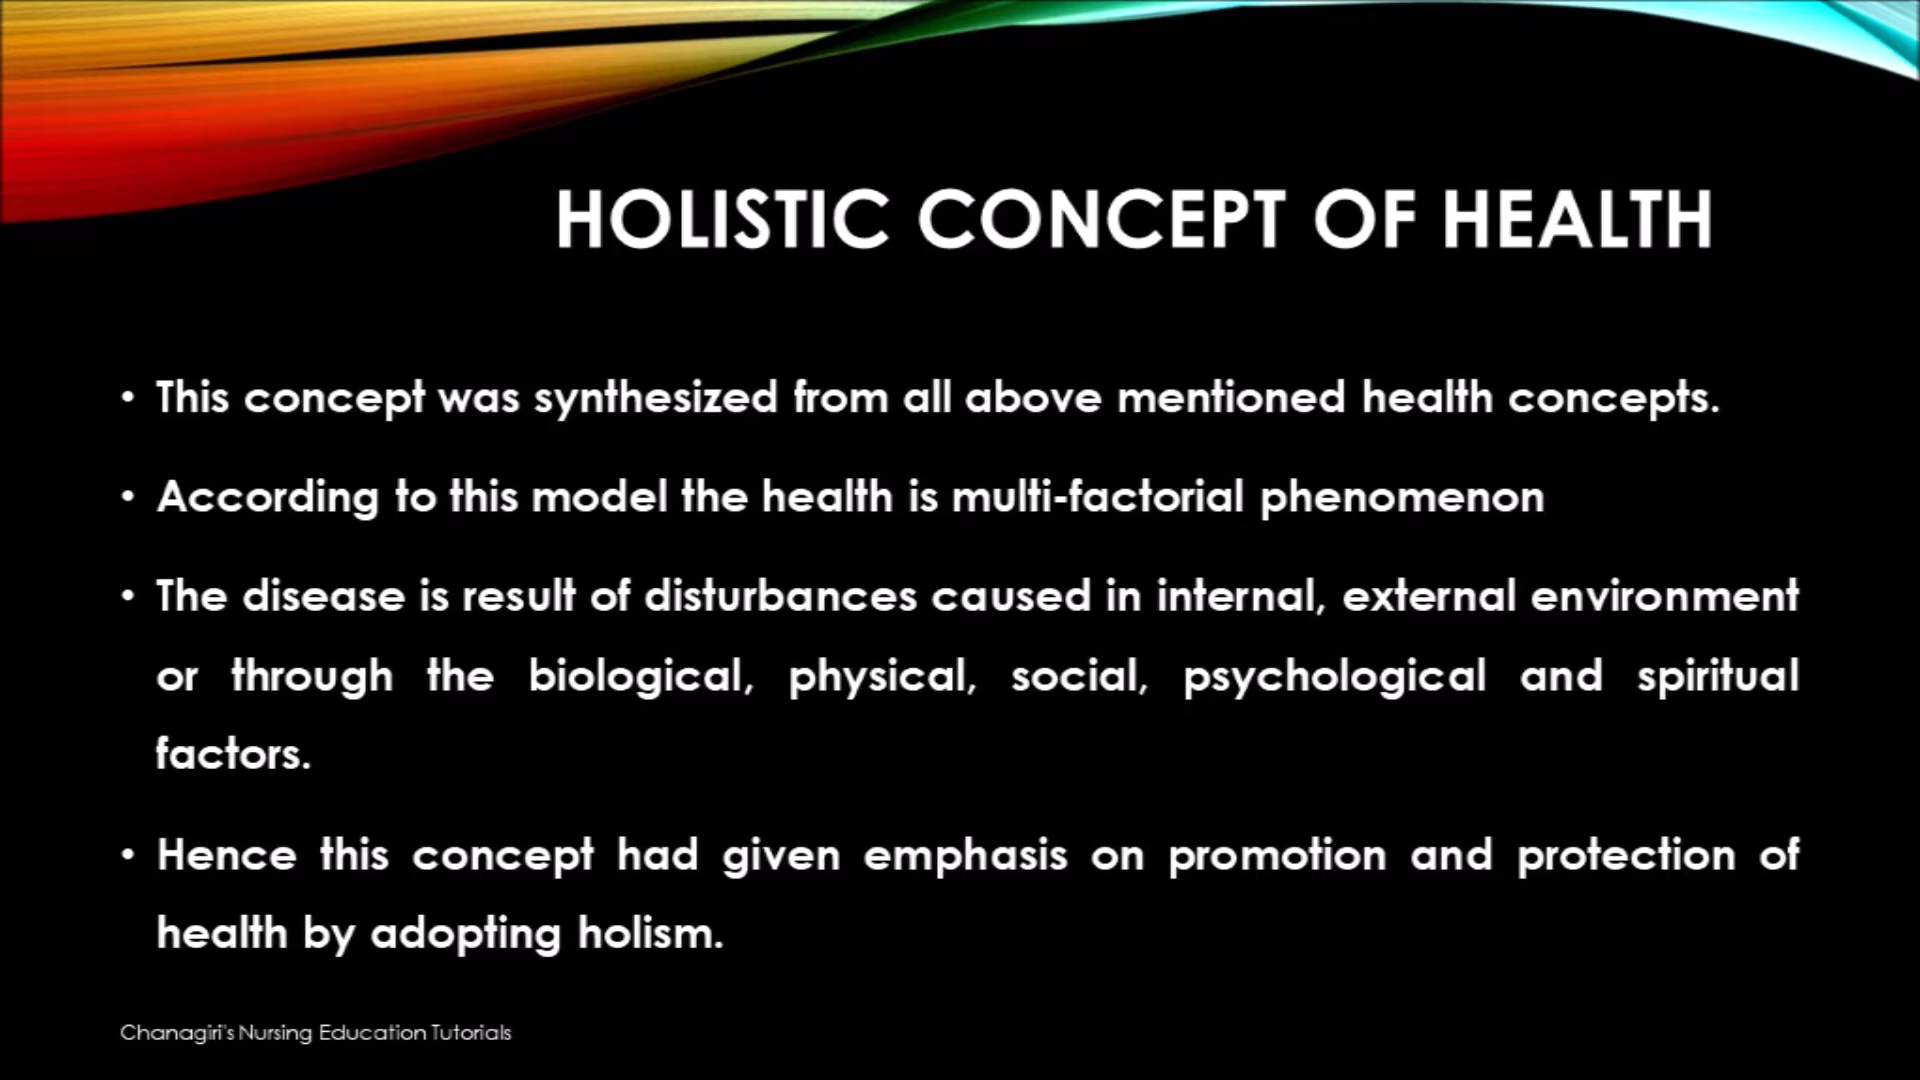 HOLISTIC CONCEPT OF HEALTH
• This concept was synthesized from all above mentioned health concepts.
• According to this model the health is multi-factorial phenomenon
• The disease is result of disturbances caused in internal, external environment
or through the biological, physical, social, psychological and spiritual
factors.
• Hence this concept had given emphasis on promotion and protection of
health by adopting holism.
Chanagiri's Nursing Education Tutorials